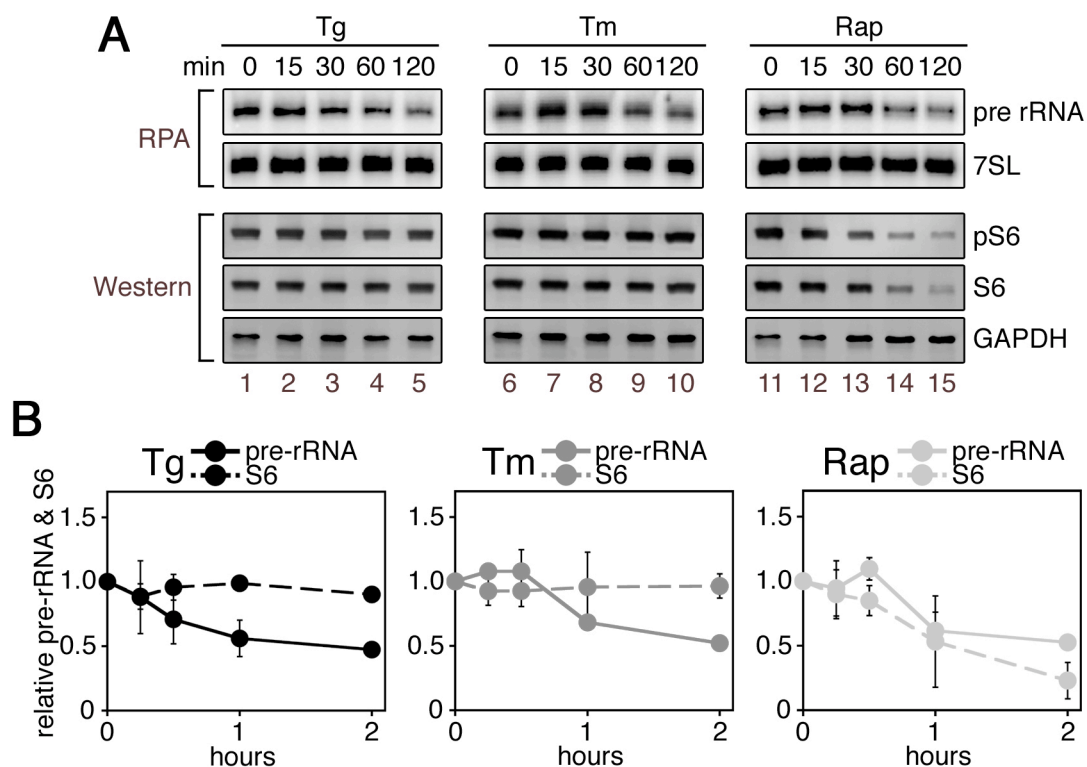 A
Tg Tm Rap
min 0 15 30 60 120 0 15 30 60 120 0 15 30 60 120
RPA
pre rRNA
7SL
Western
pS6
S6
GAPDH
1 2 3 4 5 6 7 8 9 10 11 12 13 14 15
B
Tg pre-rRNA S6
Tm pre-rRNA S6
Rap pre-rRNA S6
relative pre-rRNA & S6
1.5 1.5 1.5
1.0 1.0 1.0
0.5 0.5 0.5
0 0 0
0 1 2 0 1 2 0 1 2
hours hours hours